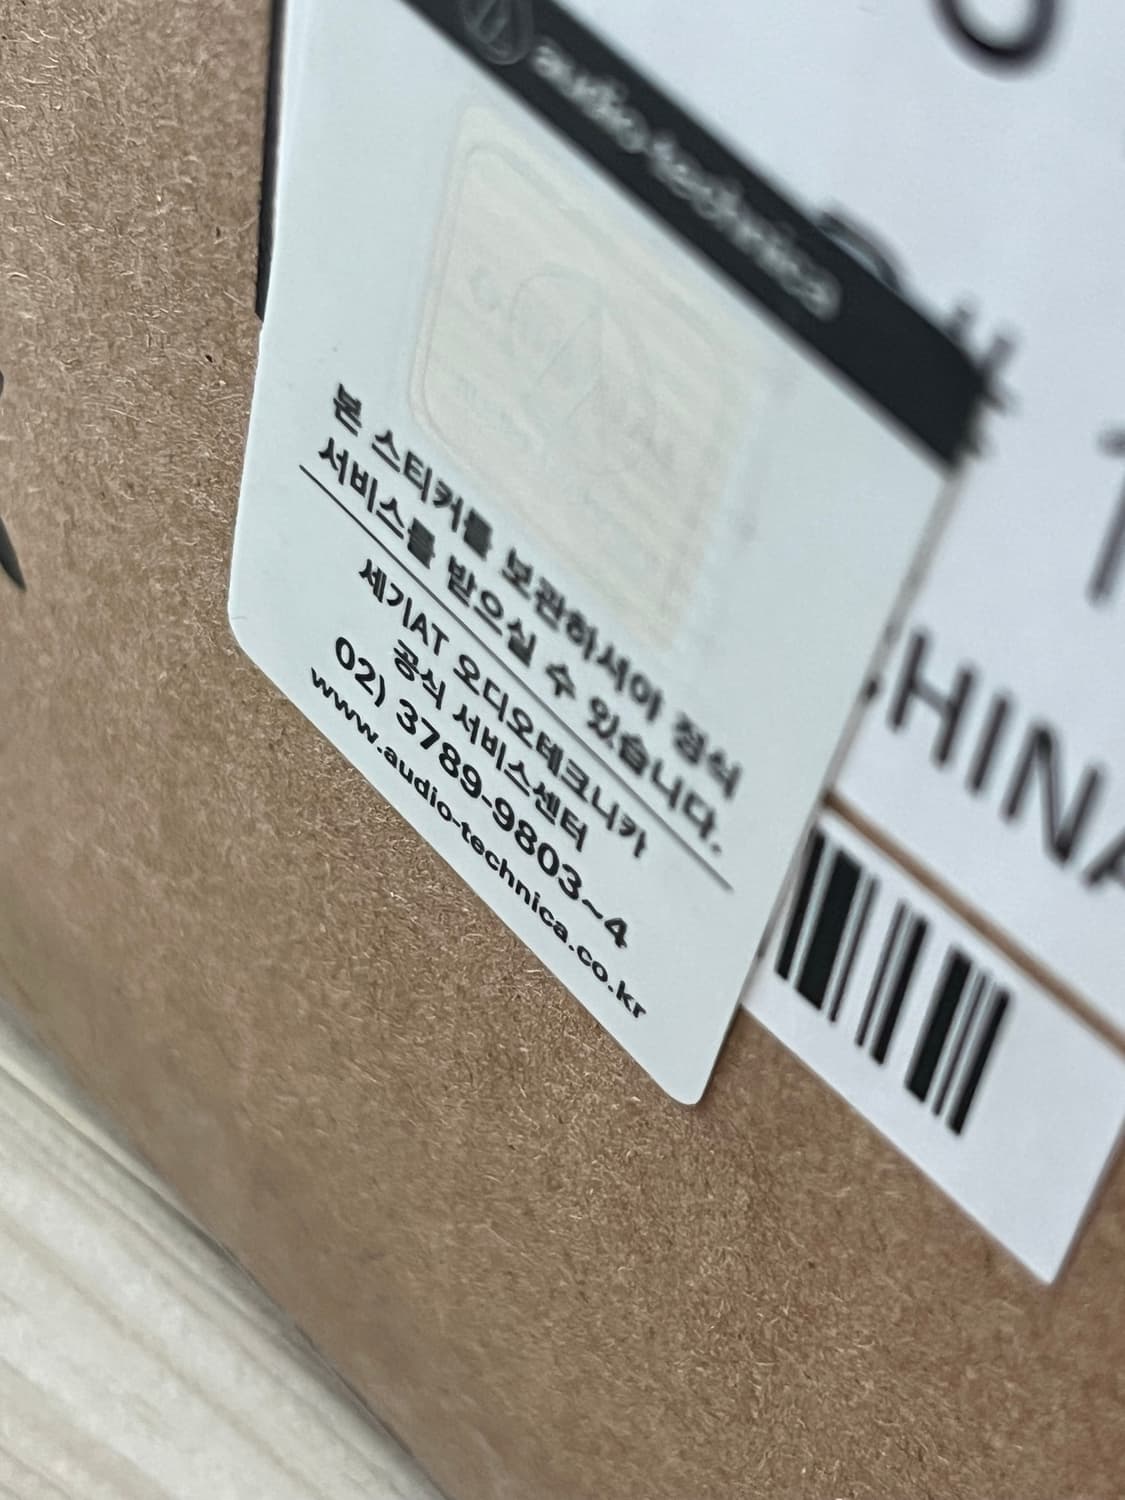 audio-technica
본 스티커를 보관하셔야 정식
서비스를 받으실 수 있습니다.
세기AT 오디오테크니카
공식 서비스센터
02) 3789-9803~4
www.audio-technica.co.kr
CHINA